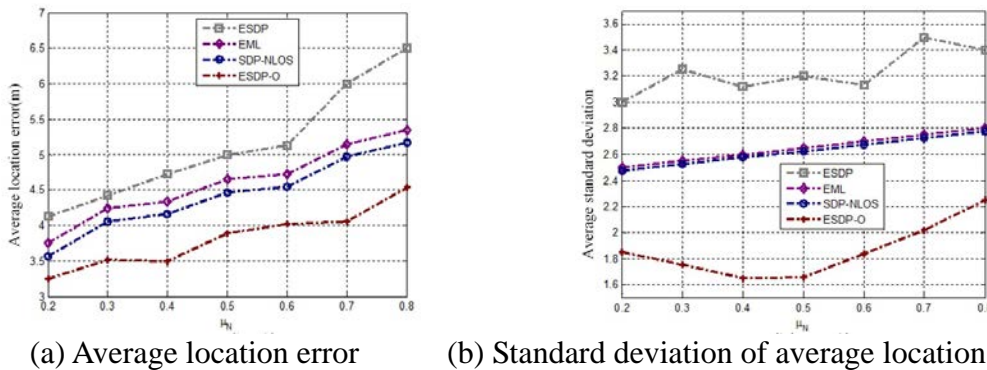 7
6.5
6
5.5
5
4.5
4
3.5
3
Average location error(m)
ESDP
EML
SDP-NLOS
ESDP-O
0.2 0.3 0.4 0.5 0.6 0.7 0.8
μN
3.6
3.4
3.2
3
2.8
2.6
2.4
2.2
2
1.8
1.6
Average standard deviation
ESDP
EML
SDP-NLOS
ESDP-O
0.2 0.3 0.4 0.5 0.6 0.7 0.8
μN
(a) Average location error (b) Standard deviation of average location